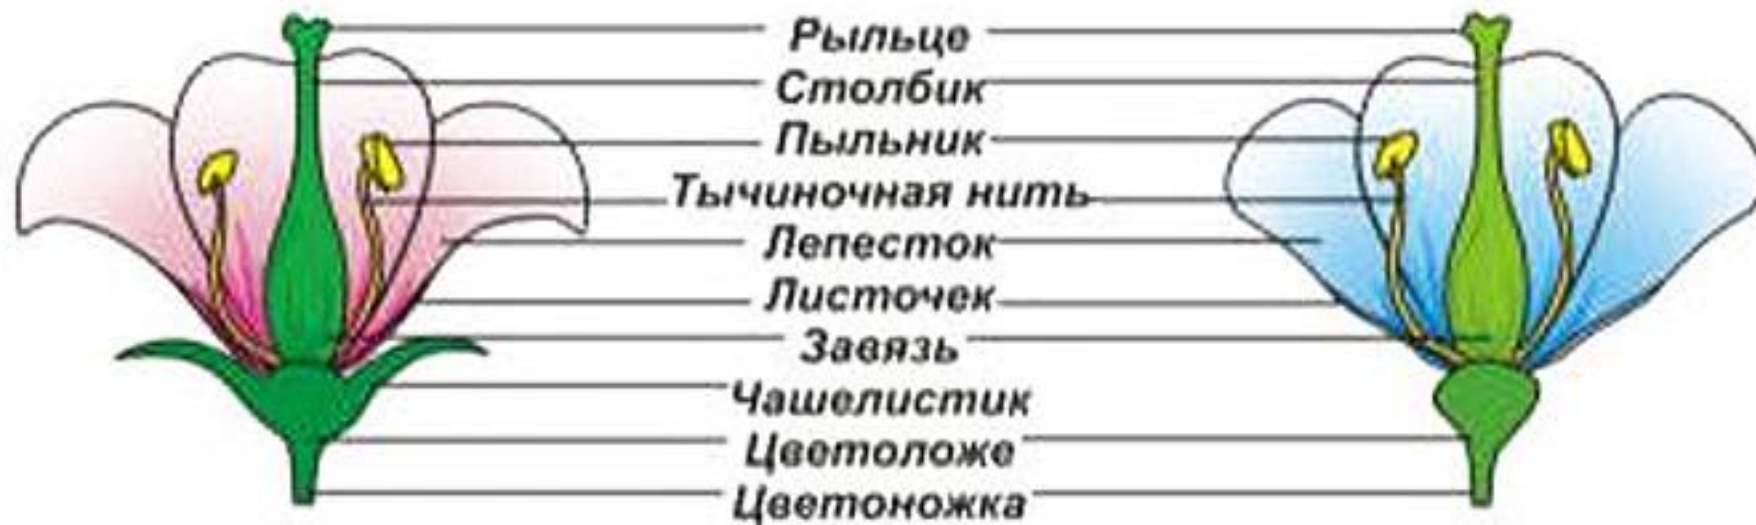 Рыльце
Столбик
Пыльник
Тычиночная нить
Лепесток
Листочек
Завязь
Чашелистик
Цветоложе
Цветоножка